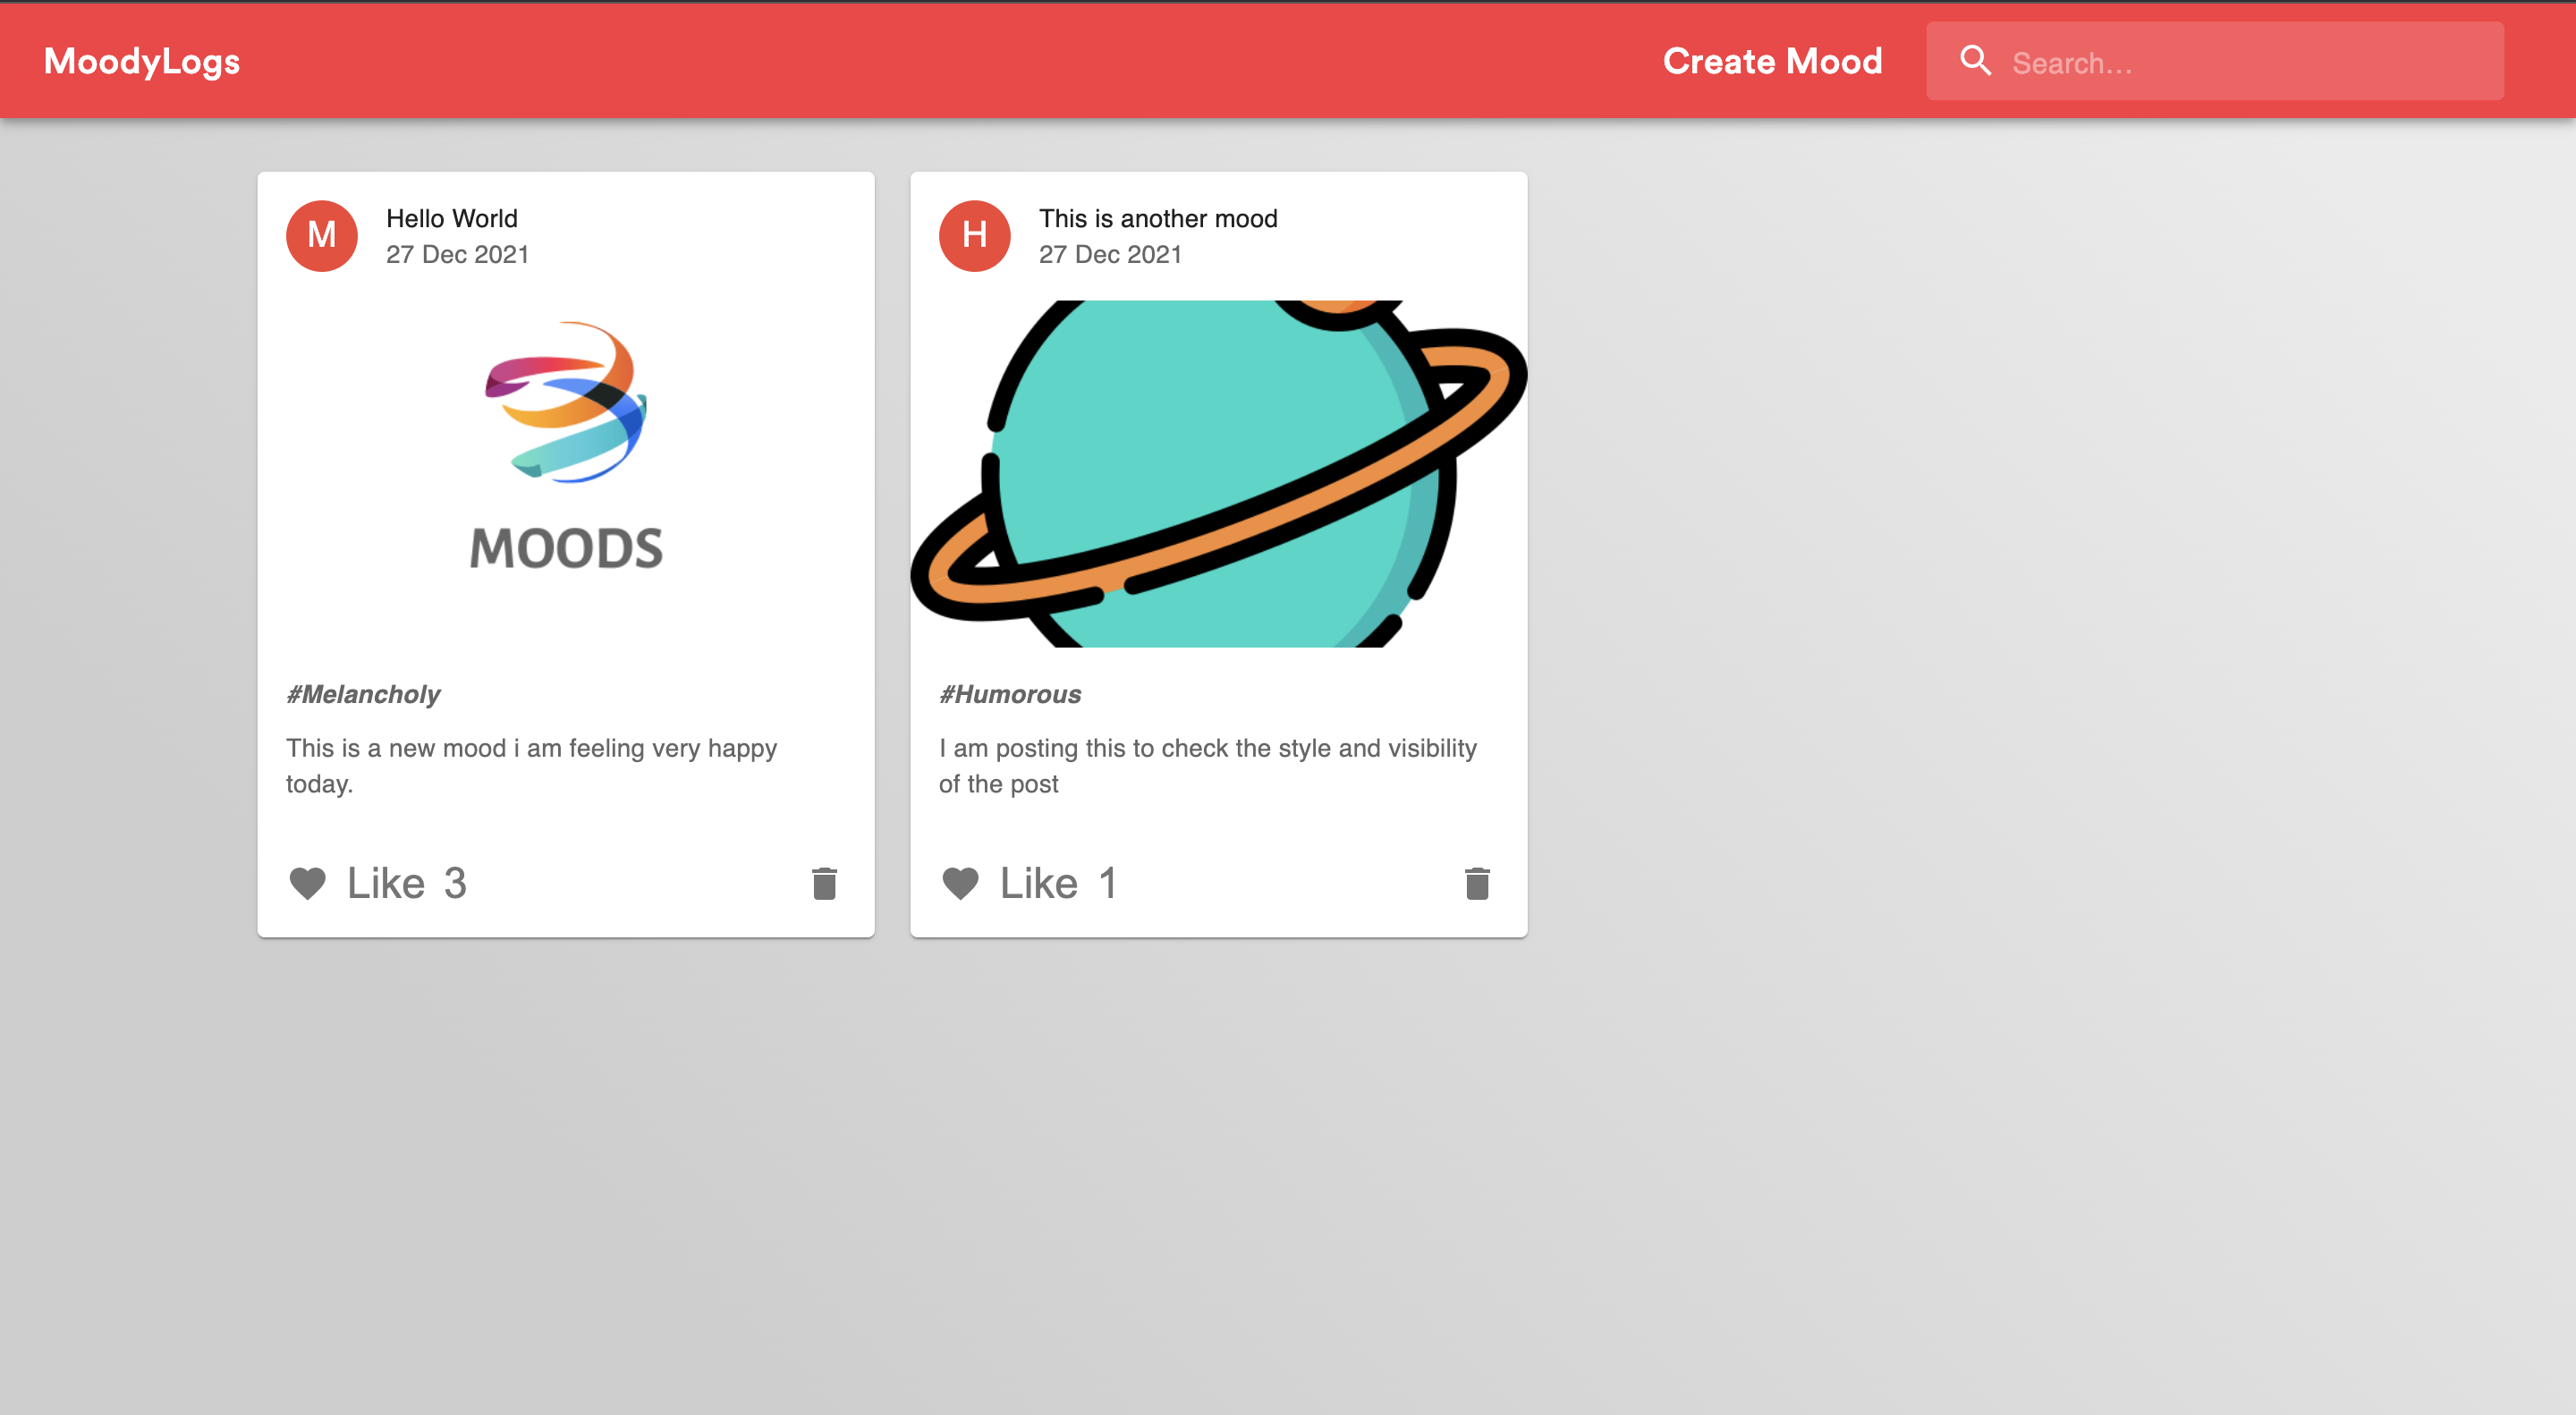 MoodyLogs
Create Mood
Search...
M
Hello World
27 Dec 2021
MOODS
#Melancholy
This is a new mood i am feeling very happy
today.
Like 3
H
This is another mood
27 Dec 2021
#Humorous
I am posting this to check the style and visibility
of the post
Like 1